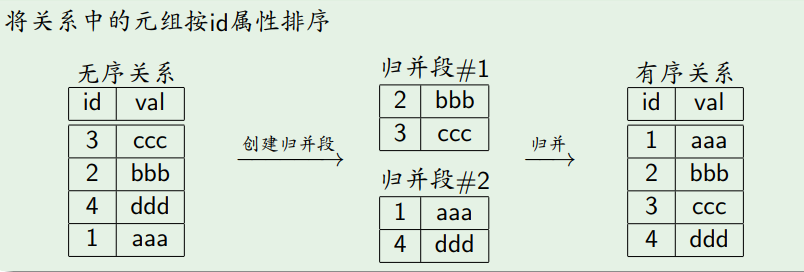 将关系中的元组按id属性排序
无序关系
id val
3 ccc
2 bbb
4 ddd
1 aaa
创建归并段
归并段#1
2 bbb
3 ccc
归并段#2
1 aaa
4 ddd
归并
有序关系
id val
1 aaa
2 bbb
3 ccc
4 ddd